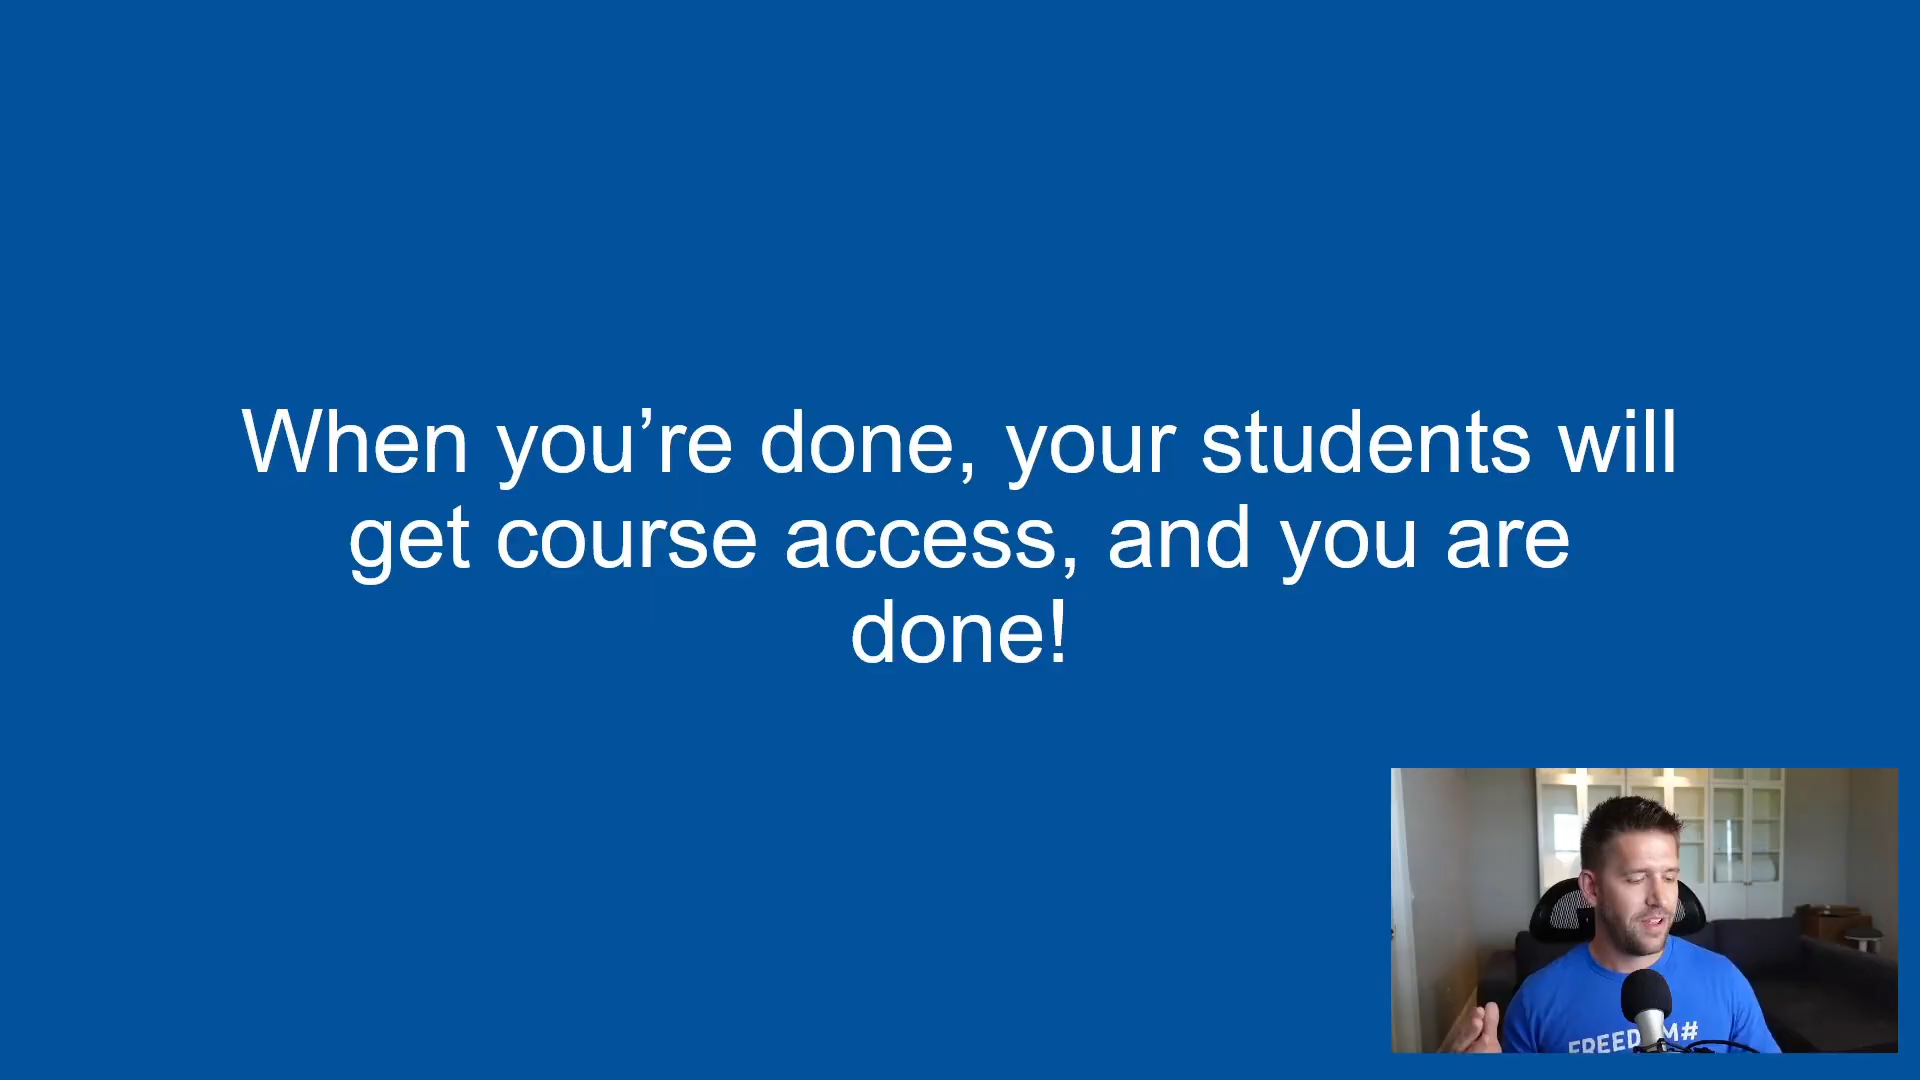 When you’re done, your students will
get course access, and you are
done!